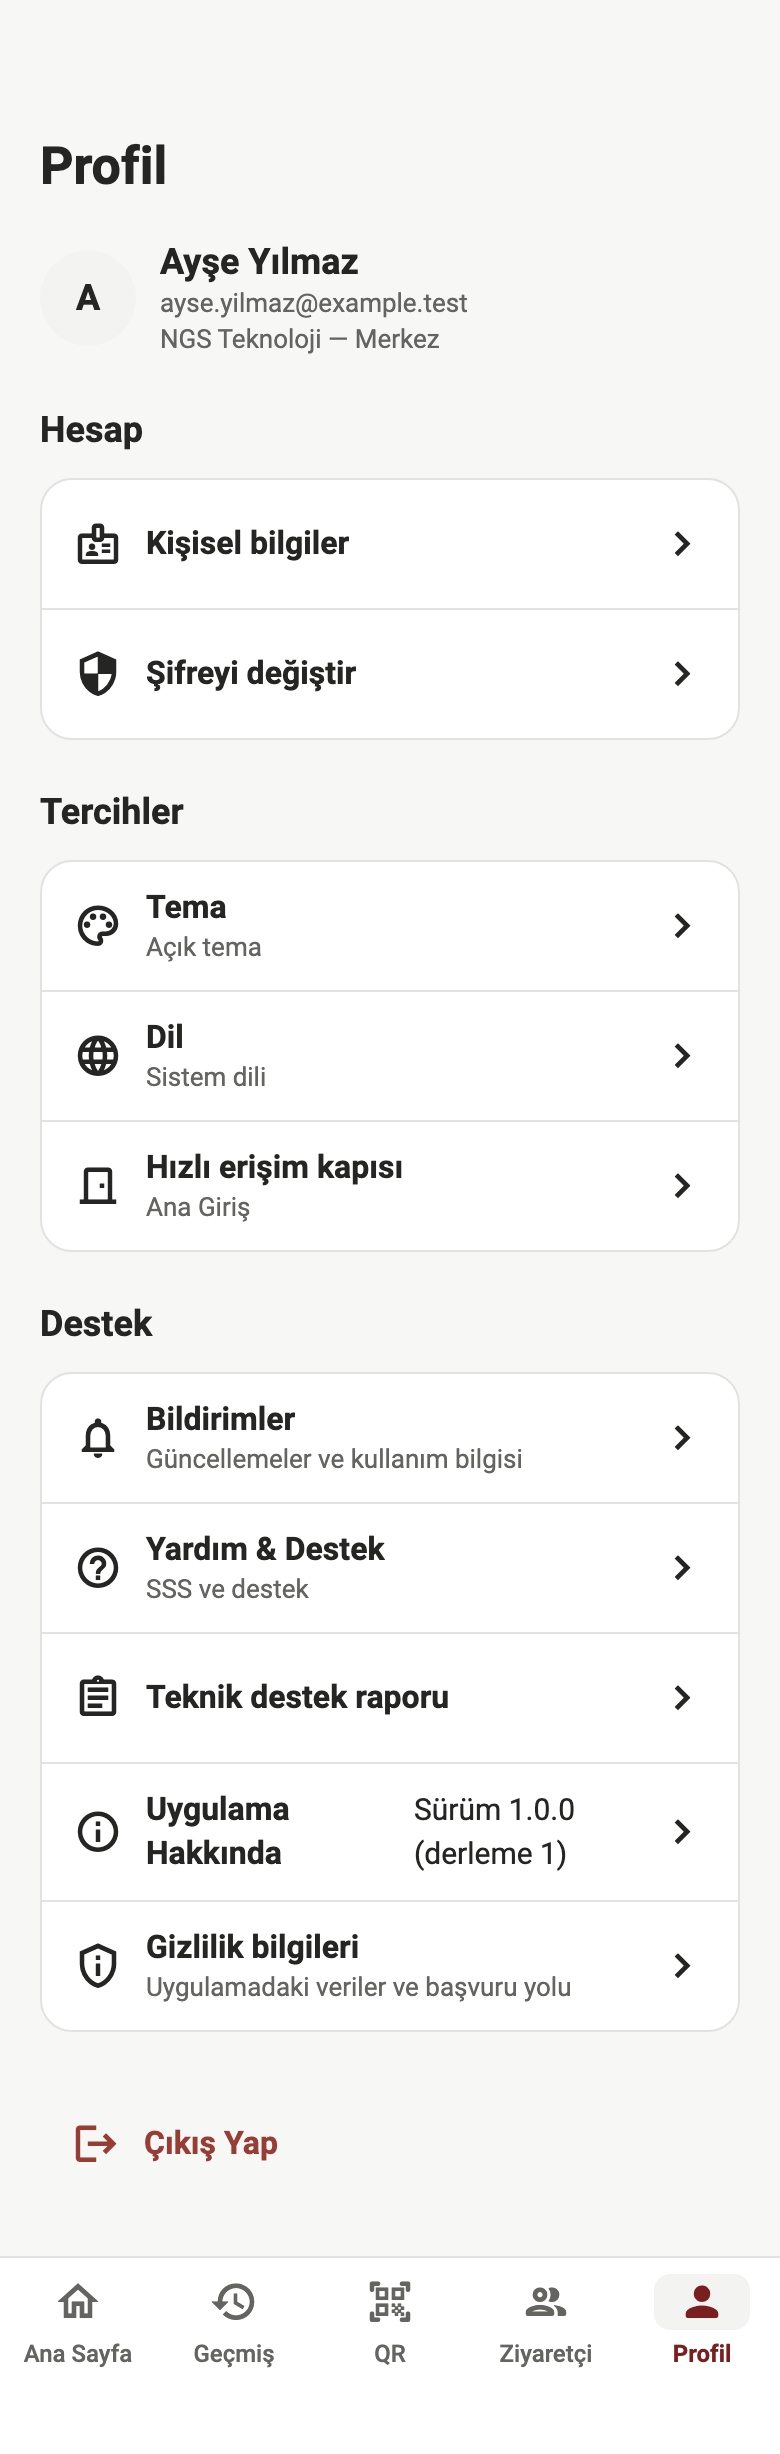 Profil
A
Ayşe Yılmaz
ayse.yilmaz@example.test
NGS Teknoloji — Merkez
Hesap
Kişisel bilgiler
Şifreyi değiştir
Tercihler
Tema
Açık tema
Dil
Sistem dili
Hızlı erişim kapısı
Ana Giriş
Destek
Bildirimler
Güncellemeler ve kullanım bilgisi
Yardım & Destek
SSS ve destek
Teknik destek raporu
Uygulama
Hakkında
Sürüm 1.0.0
(derleme 1)
Gizlilik bilgileri
Uygulamadaki veriler ve başvuru yolu
Çıkış Yap
Ana Sayfa
Geçmiş
QR
Ziyaretçi
Profil